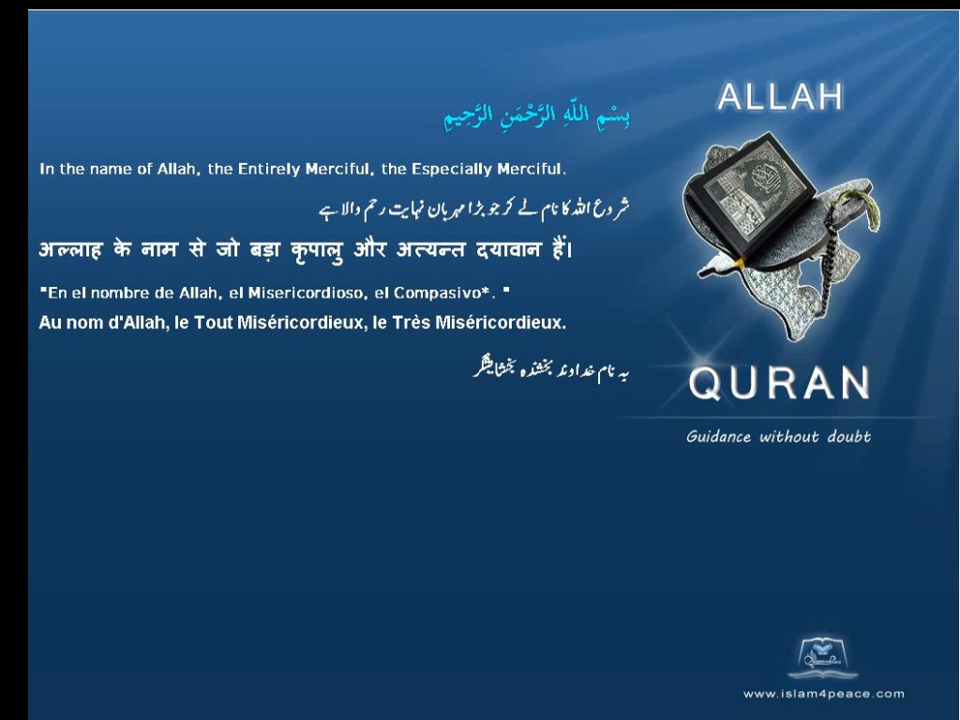 بِسْمِ اللّهِ الرَّحْمَنِ الرَّحِيمِ
In the name of Allah, the Entirely Merciful, the Especially Merciful.
شروع الله کا نام لے کر جو بڑا مہربان نہایت رحم والا ہے
अल्लाह के नाम से जो बड़ा कृपालु और अत्यन्त दयावान हैं।
"En el nombre de Allah, el Misericordioso, el Compasivo*. "
Au nom d'Allah, le Tout Miséricordieux, le Très Miséricordieux.
به نام خداوند بخشنده بخشایشگر
ALLAH
QURAN
Guidance without doubt
www.islam4peace.com